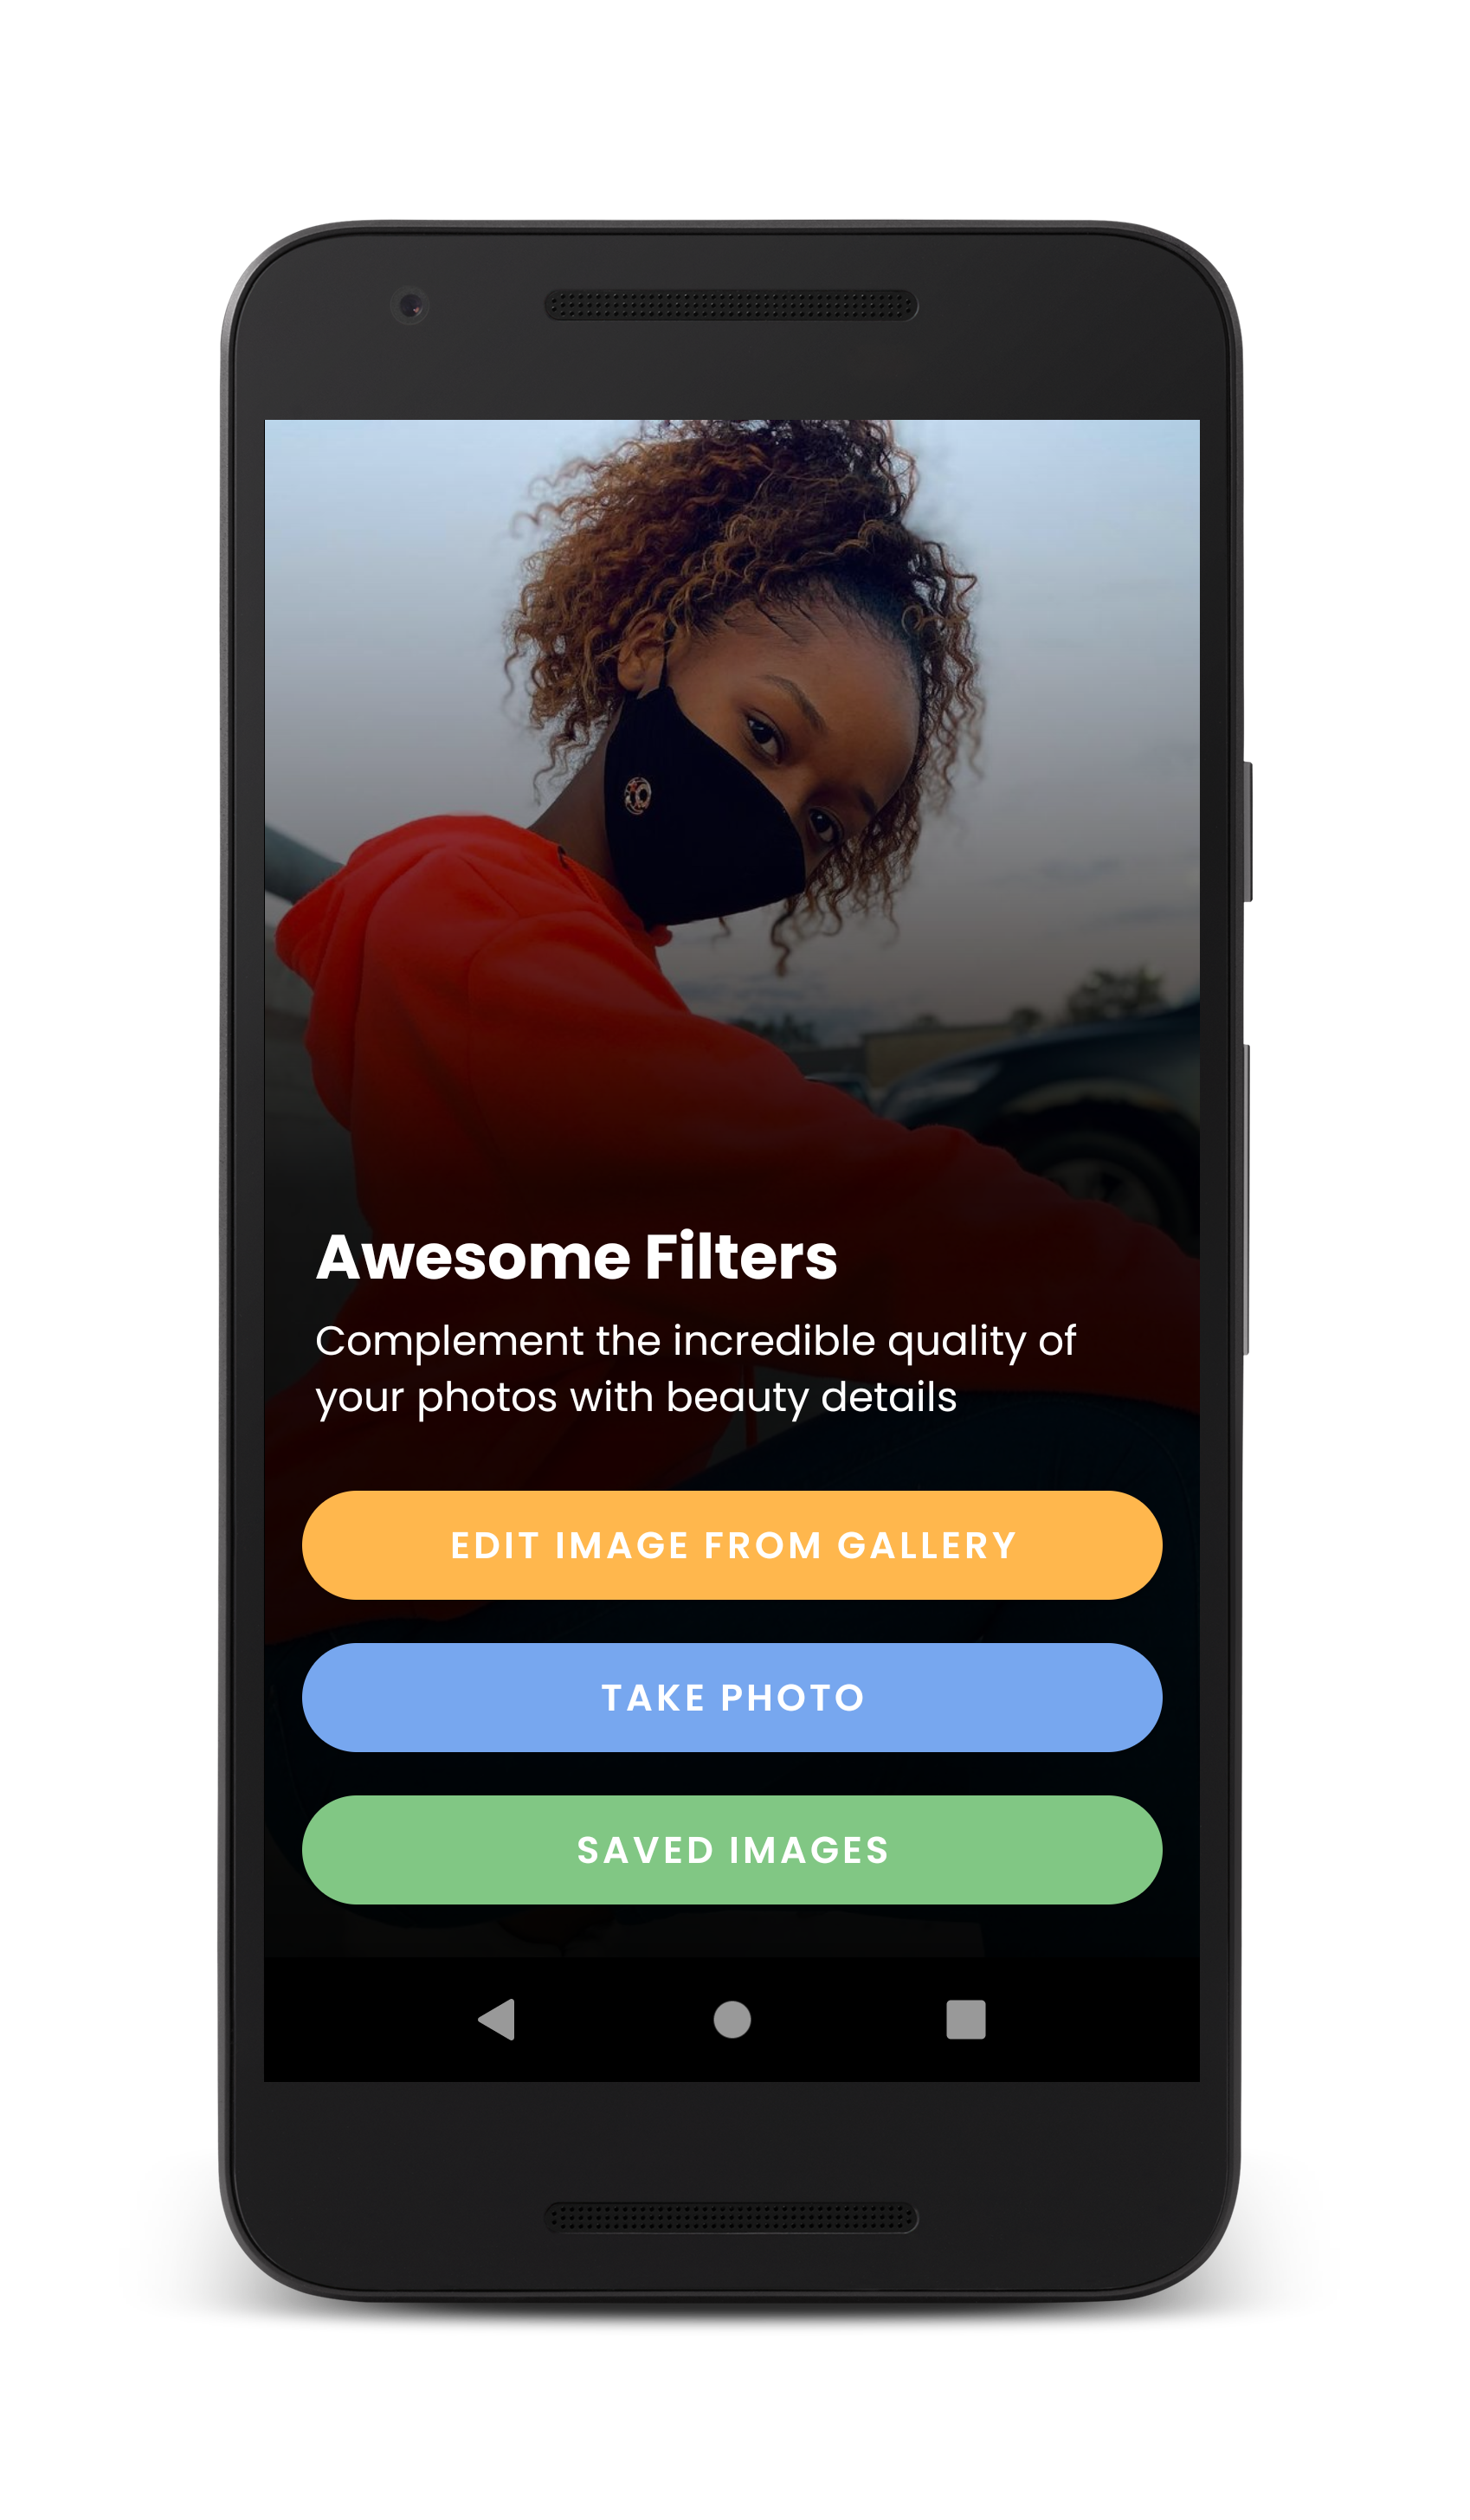 Awesome Filters
Complement the incredible quality of
your photos with beauty details
EDIT IMAGE FROM GALLERY
TAKE PHOTO
SAVED IMAGES